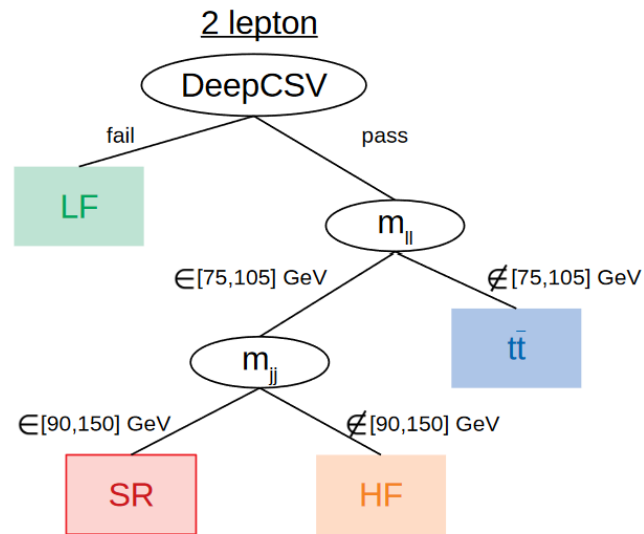 2 lepton
DeepCSV
fail
pass
LF
m_ll
∈[75,105] GeV
∉[75,105] GeV
m_jj
tt̄
∈[90,150] GeV
∉[90,150] GeV
SR
HF